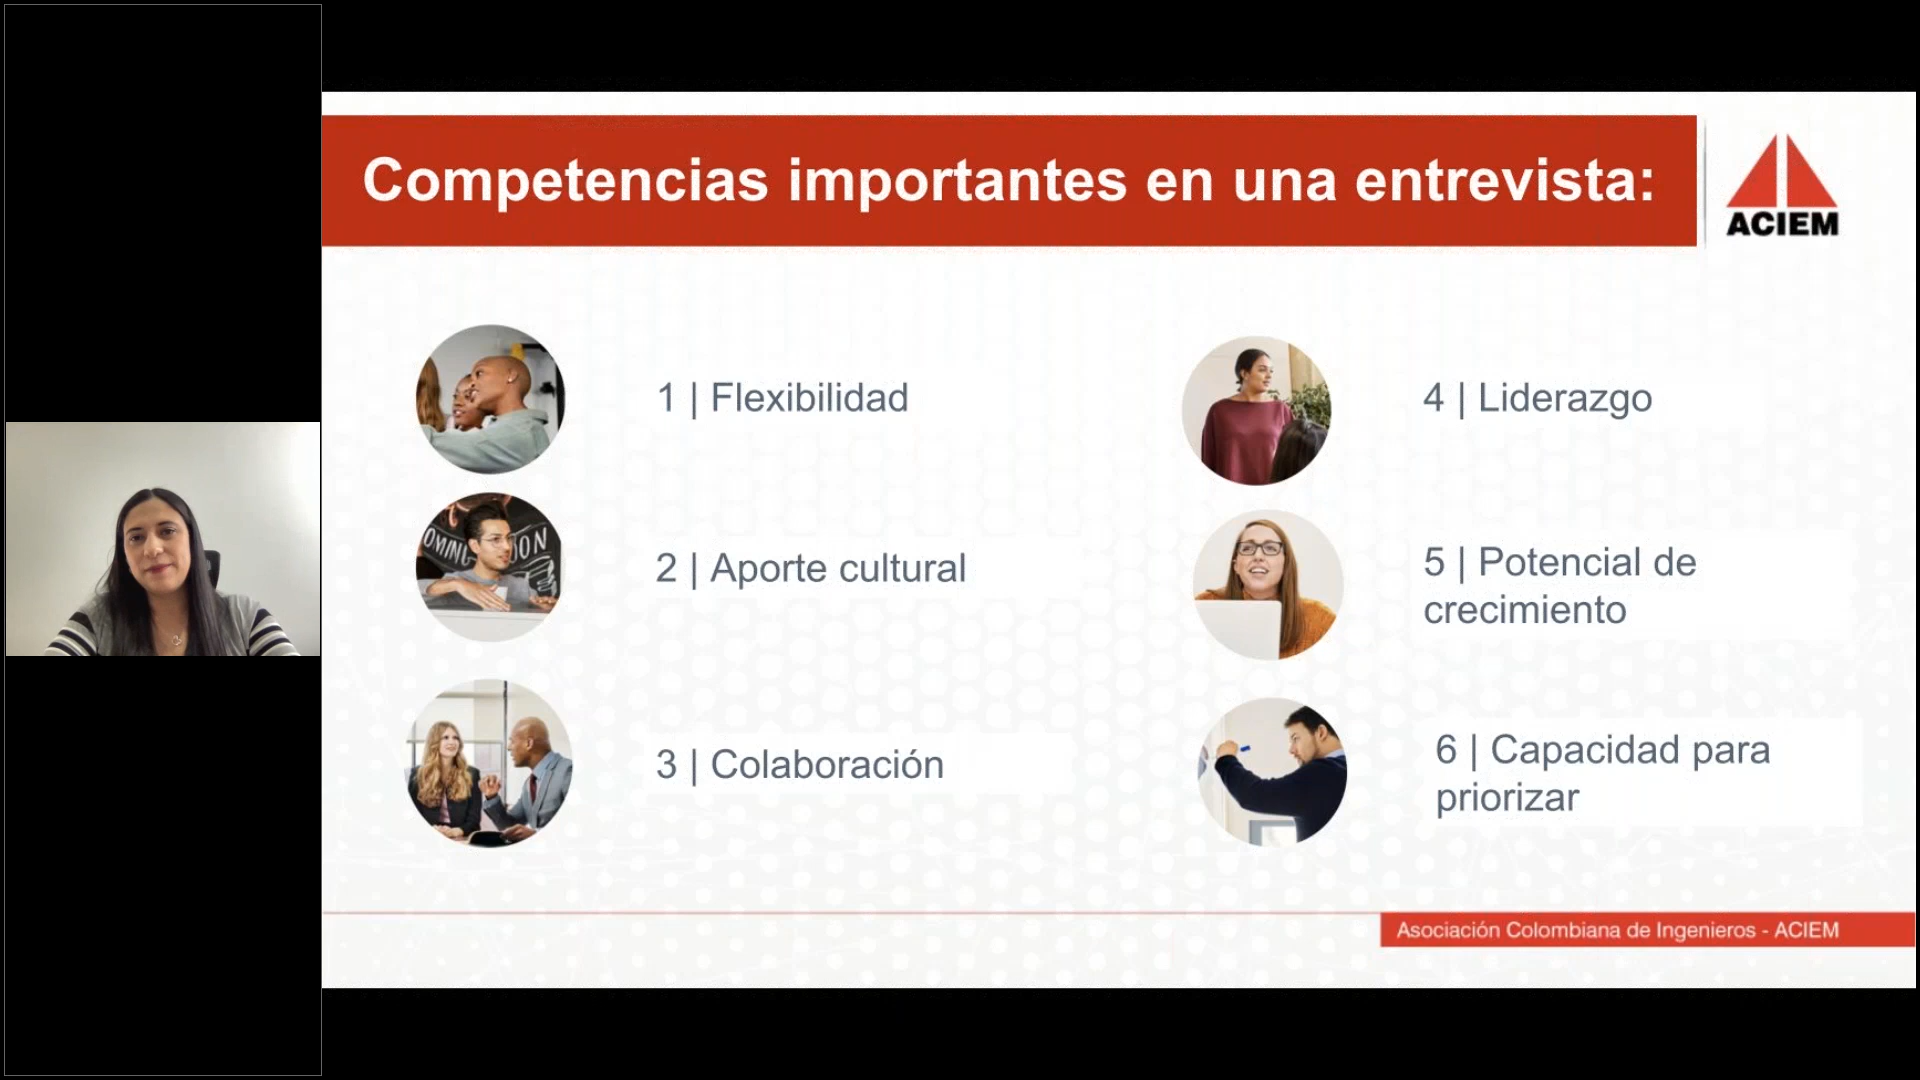 Competencias importantes en una entrevista:
ACIEM
1 | Flexibilidad
2 | Aporte cultural
3 | Colaboración
4 | Liderazgo
5 | Potencial de
crecimiento
6 | Capacidad para
priorizar
Asociación Colombiana de Ingenieros - ACIEM